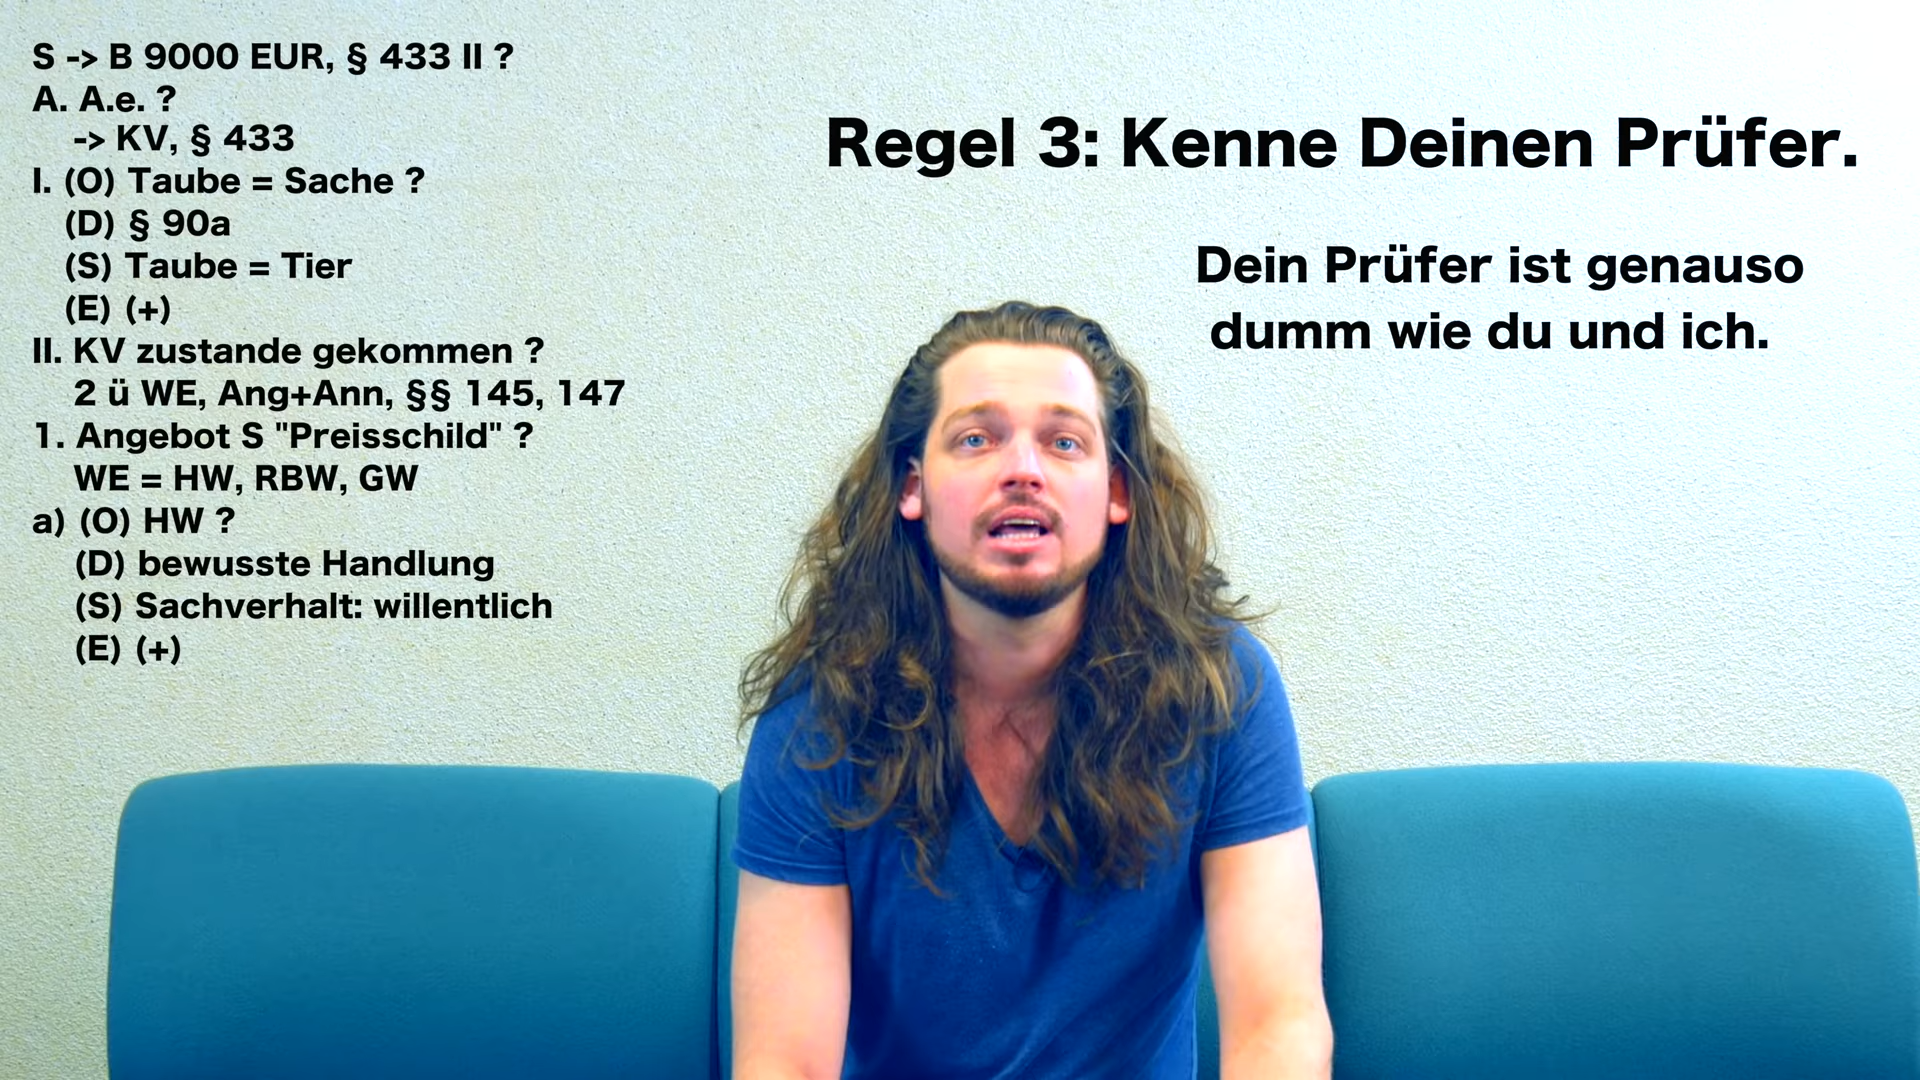 S -> B 9000 EUR, § 433 II ?
A. A.e. ?
-> KV, § 433
I. (O) Taube = Sache ?
(D) § 90a
(S) Taube = Tier
(E) (+)
II. KV zustande gekommen ?
2 ü WE, Ang+Ann, §§ 145, 147
1. Angebot S "Preisschild" ?
WE = HW, RBW, GW
a) (O) HW ?
(D) bewusste Handlung
(S) Sachverhalt: willentlich
(E) (+)
Regel 3: Kenne Deinen Prüfer.
Dein Prüfer ist genauso
dumm wie du und ich.